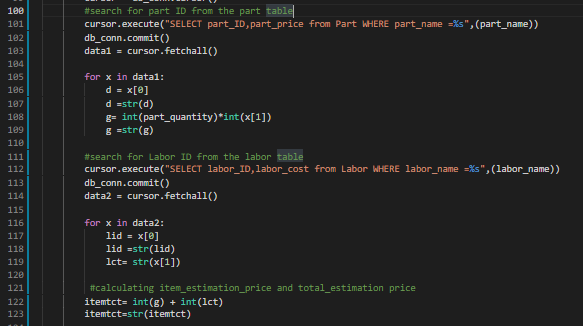 100 #search for part ID from the part table
101 cursor.execute("SELECT part_ID,part_price from Part WHERE part_name =%s",(part_name))
102 db_conn.commit()
103 data1 = cursor.fetchall()
104
105 for x in data1:
106 d = x[0]
107 d =str(d)
108 g= int(part_quantity)*int(x[1])
109 g =str(g)
110
111 #search for Labor ID from the labor table
112 cursor.execute("SELECT labor_ID,labor_cost from Labor WHERE labor_name =%s",(labor_name))
113 db_conn.commit()
114 data2 = cursor.fetchall()
115
116 for x in data2:
117 lid = x[0]
118 lid =str(lid)
119 lct= str(x[1])
120
121 #calculating item_estimation_price and total_estimation price
122 itemtct= int(g) + int(lct)
123 itemtct=str(itemtct)